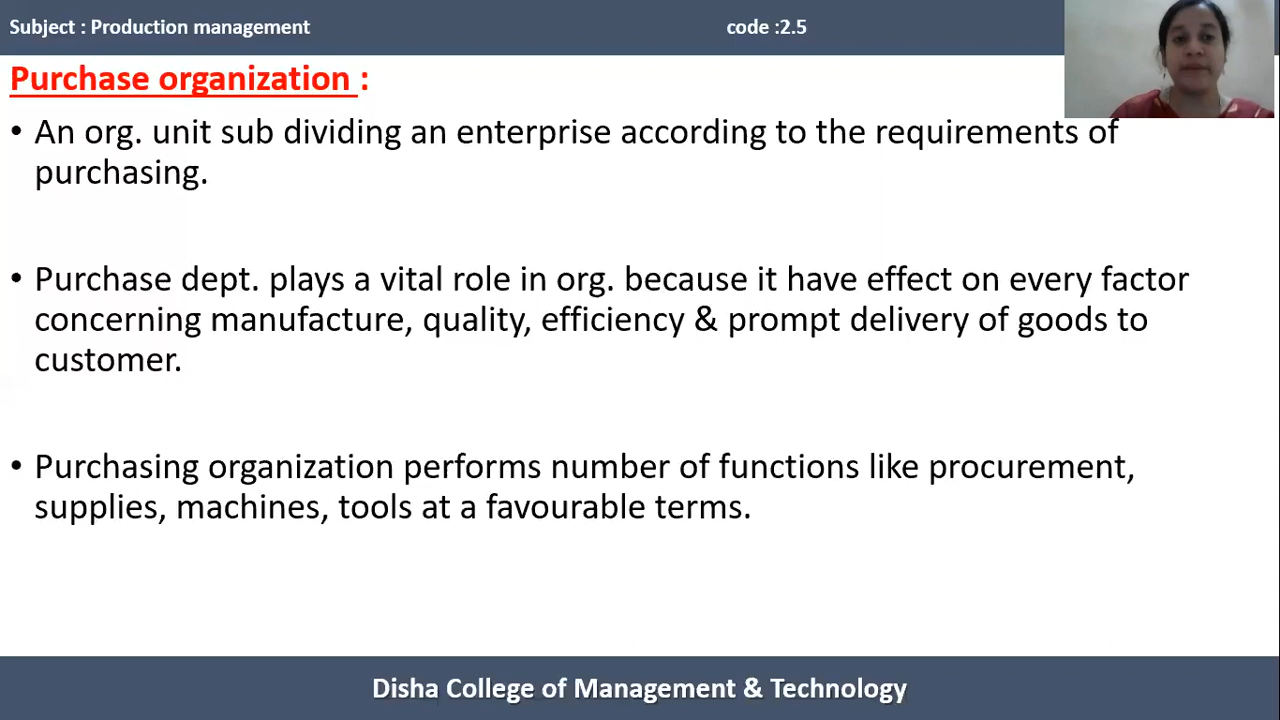 Subject : Production management code :2.5
Purchase organization :
• An org. unit sub dividing an enterprise according to the requirements of
purchasing.
• Purchase dept. plays a vital role in org. because it have effect on every factor
concerning manufacture, quality, efficiency & prompt delivery of goods to
customer.
• Purchasing organization performs number of functions like procurement,
supplies, machines, tools at a favourable terms.
Disha College of Management & Technology